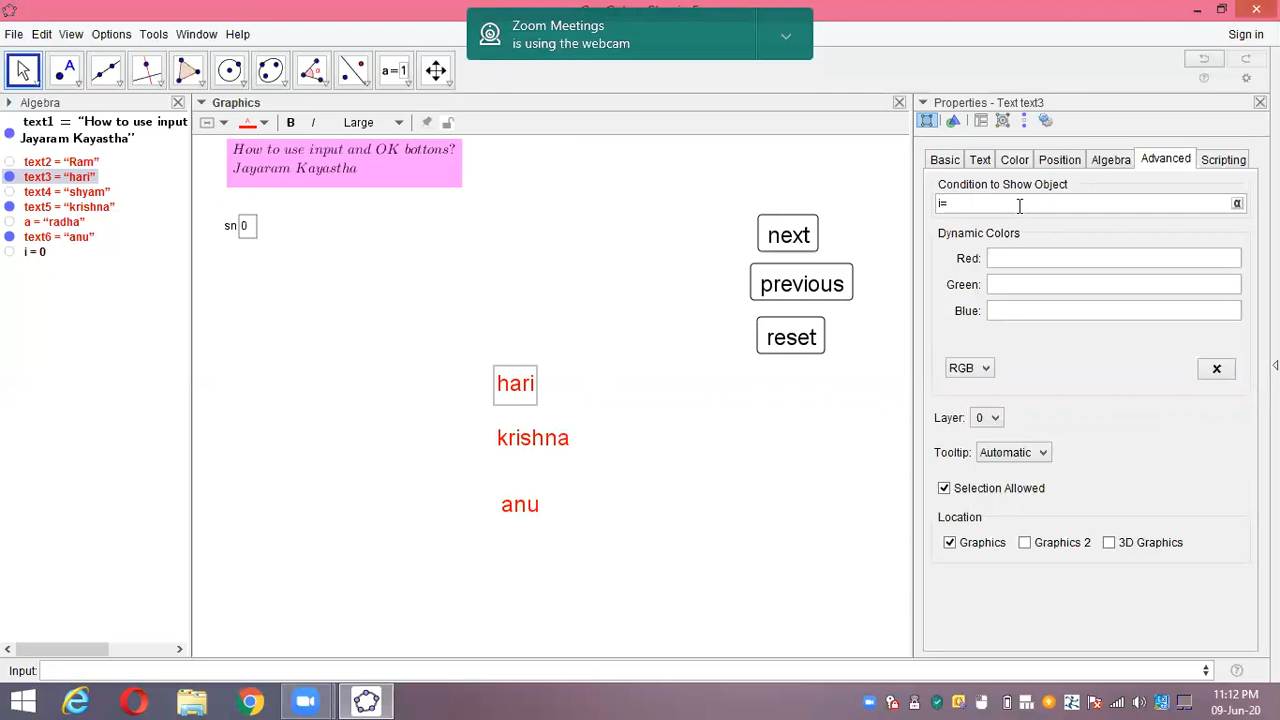 Zoom Meetings
is using the webcam
Sign in
File Edit View Options Tools Window Help
A
a=1
Algebra
Graphics
Properties - Text text3
B I Large
text1 = “How to use input
Jayaram Kayastha”
text2 = “Ram”
text3 = “hari”
text4 = “shyam”
text5 = “krishna”
a = “radha”
text6 = “anu”
i = 0
How to use input and OK bottons?
Jayaram Kayastha
sn 0
next
previous
reset
hari
krishna
anu
Basic Text Color Position Algebra Advanced Scripting
Condition to Show Object
i=
α
Dynamic Colors
Red:
Green:
Blue:
RGB
Layer: 0
Tooltip: Automatic
Selection Allowed
Location
Graphics Graphics 2 3D Graphics
Input:
11:12 PM
09-Jun-20